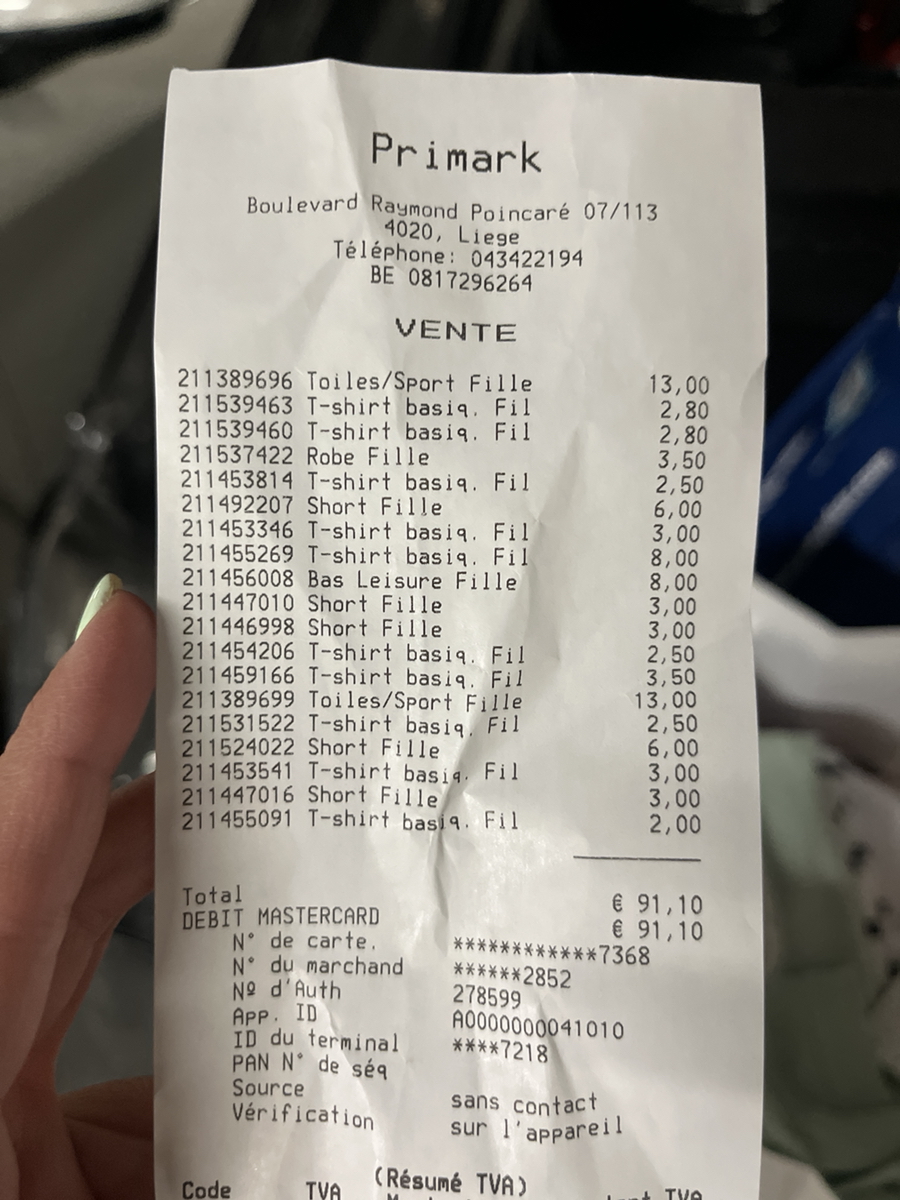 Primark
Boulevard Raymond Poincaré 07/113
4020, Liege
Téléphone: 043422194
BE 0817296264
VENTE
211389696 Toiles/Sport Fille 13,00
211539463 T-shirt basiq. Fil 2,80
211539460 T-shirt basiq. Fil 2,80
211537422 Robe Fille 3,50
211453814 T-shirt basiq. Fil 2,50
211492207 Short Fille 6,00
211453346 T-shirt basiq. Fil 3,00
211455269 T-shirt basiq. Fil 8,00
211456008 Bas Leisure Fille 8,00
211447010 Short Fille 3,00
211446998 Short Fille 3,00
211454206 T-shirt basiq. Fil 2,50
211459166 T-shirt basiq. Fil 3,50
211389699 Toiles/Sport Fille 13,00
211531522 T-shirt basiq. Fil 2,50
211524022 Short Fille 6,00
211453541 T-shirt basiq. Fil 3,00
211447016 Short Fille 3,00
211455091 T-shirt basiq. Fil 2,00
Total € 91,10
DEBIT MASTERCARD € 91,10
N° de carte. ************7368
N° du marchand ******2852
Nº d'Auth 278599
App. ID A0000000041010
ID du terminal ****7218
PAN N° de séq
Source sans contact
Vérification sur l'appareil
(Résumé TVA)
Code TVA TVA